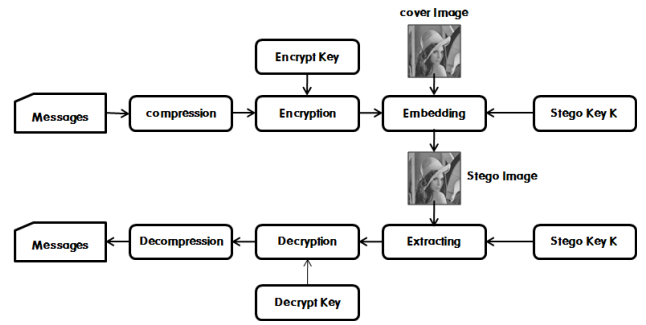 cover Image
Encrypt Key
Messages
compression
Encryption
Embedding
Stego Key K
Stego Image
Messages
Decompression
Decryption
Extracting
Stego Key K
Decrypt Key